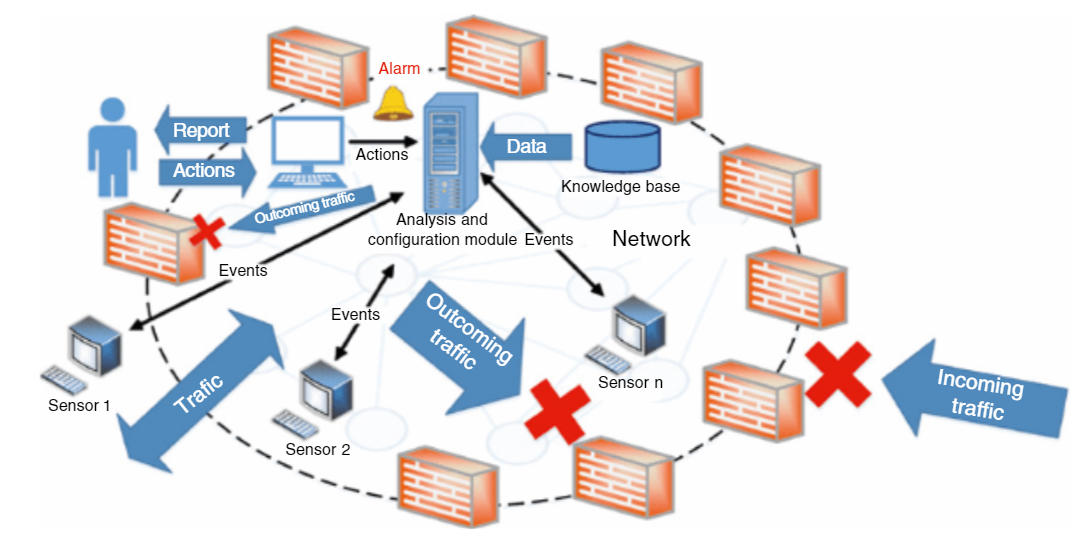 Alarm
Report
Actions
Actions
Data
Knowledge base
Outcoming traffic
Analysis and
configuration module
Events
Network
Events
Events
Outcoming
traffic
Trafic
Sensor 1
Sensor 2
Sensor n
Incoming
traffic